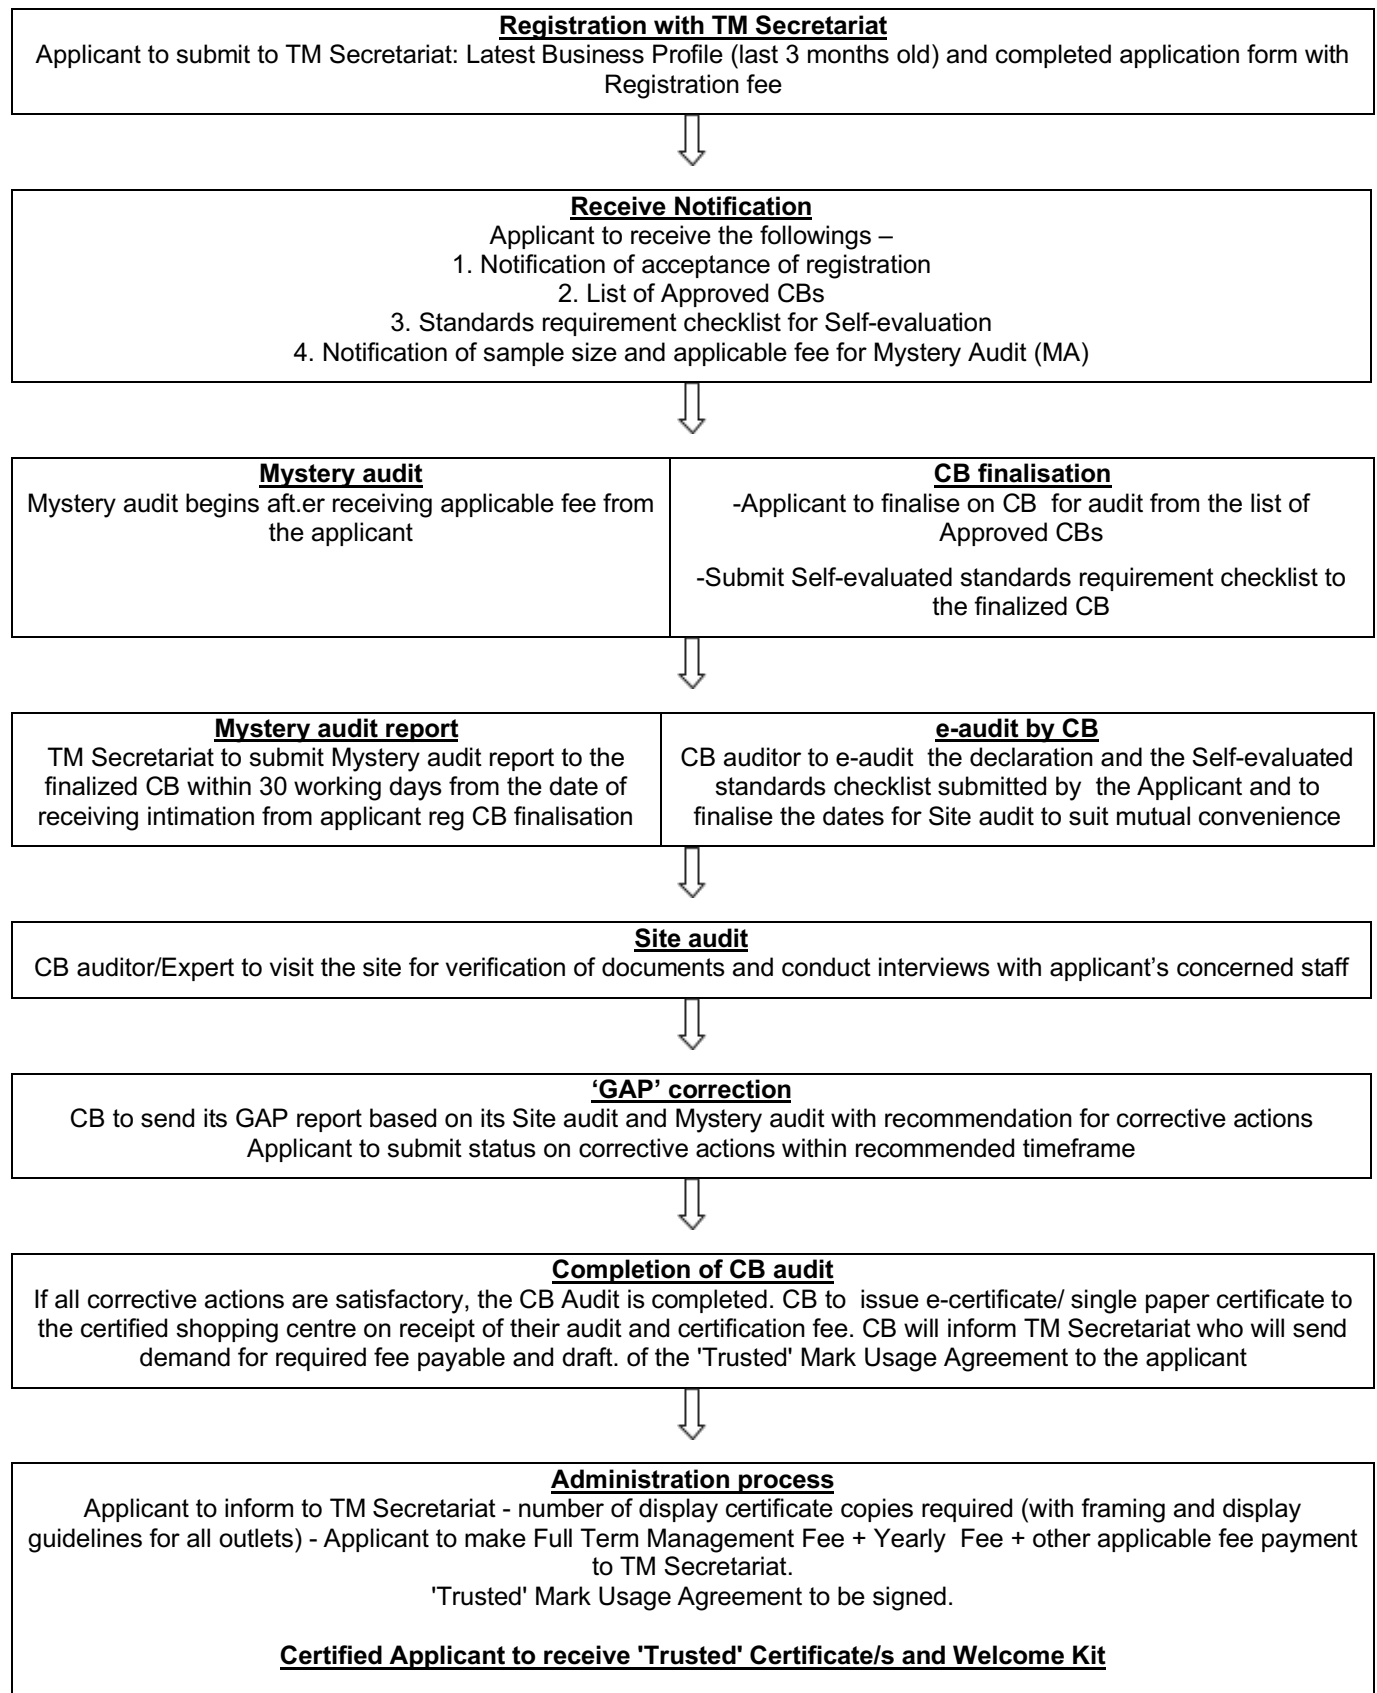 Registration with TM Secretariat
Applicant to submit to TM Secretariat: Latest Business Profile (last 3 months old) and completed application form with
Registration fee
Receive Notification
Applicant to receive the followings –
1. Notification of acceptance of registration
2. List of Approved CBs
3. Standards requirement checklist for Self-evaluation
4. Notification of sample size and applicable fee for Mystery Audit (MA)
Mystery audit
Mystery audit begins aft.er receiving applicable fee from
the applicant
CB finalisation
-Applicant to finalise on CB for audit from the list of
Approved CBs
-Submit Self-evaluated standards requirement checklist to
the finalized CB
Mystery audit report
TM Secretariat to submit Mystery audit report to the
finalized CB within 30 working days from the date of
receiving intimation from applicant reg CB finalisation
e-audit by CB
CB auditor to e-audit the declaration and the Self-evaluated
standards checklist submitted by the Applicant and to
finalise the dates for Site audit to suit mutual convenience
Site audit
CB auditor/Expert to visit the site for verification of documents and conduct interviews with applicant’s concerned staff
‘GAP’ correction
CB to send its GAP report based on its Site audit and Mystery audit with recommendation for corrective actions
Applicant to submit status on corrective actions within recommended timeframe
Completion of CB audit
If all corrective actions are satisfactory, the CB Audit is completed. CB to issue e-certificate/ single paper certificate to
the certified shopping centre on receipt of their audit and certification fee. CB will inform TM Secretariat who will send
demand for required fee payable and draft. of the 'Trusted' Mark Usage Agreement to the applicant
Administration process
Applicant to inform to TM Secretariat - number of display certificate copies required (with framing and display
guidelines for all outlets) - Applicant to make Full Term Management Fee + Yearly Fee + other applicable fee payment
to TM Secretariat.
'Trusted' Mark Usage Agreement to be signed.
Certified Applicant to receive 'Trusted' Certificate/s and Welcome Kit